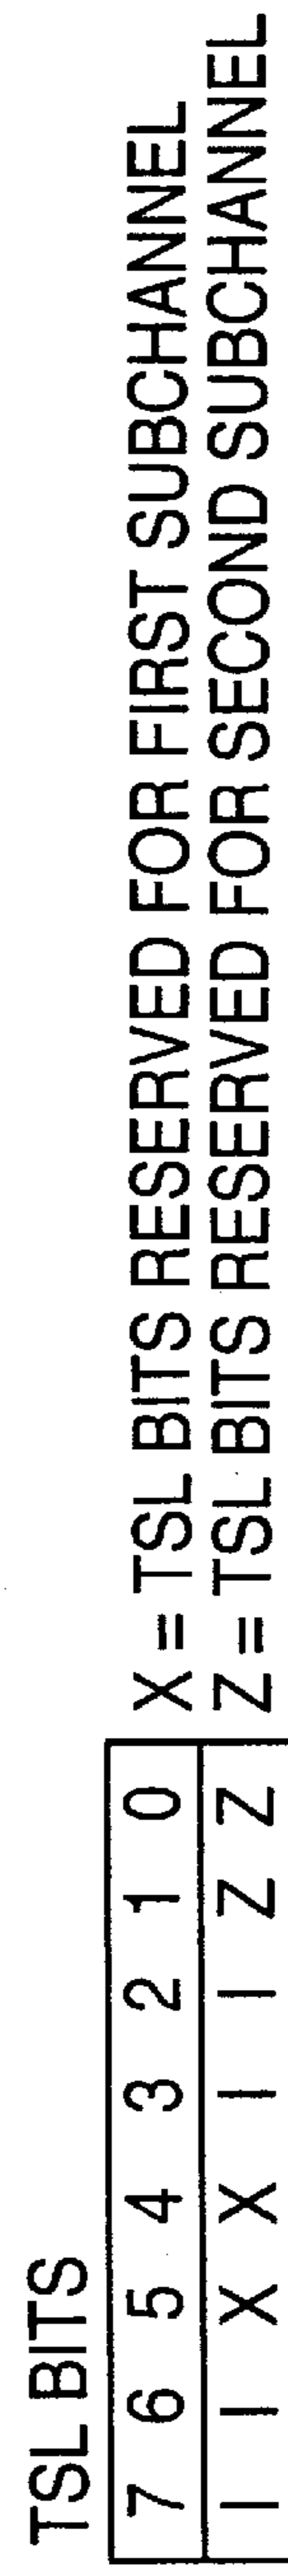 TSL BITS
7 6 5 4 3 2 1 0 X = TSL BITS RESERVED FOR FIRST SUBCHANNEL
I I X X I I Z Z Z = TSL BITS RESERVED FOR SECOND SUBCHANNEL